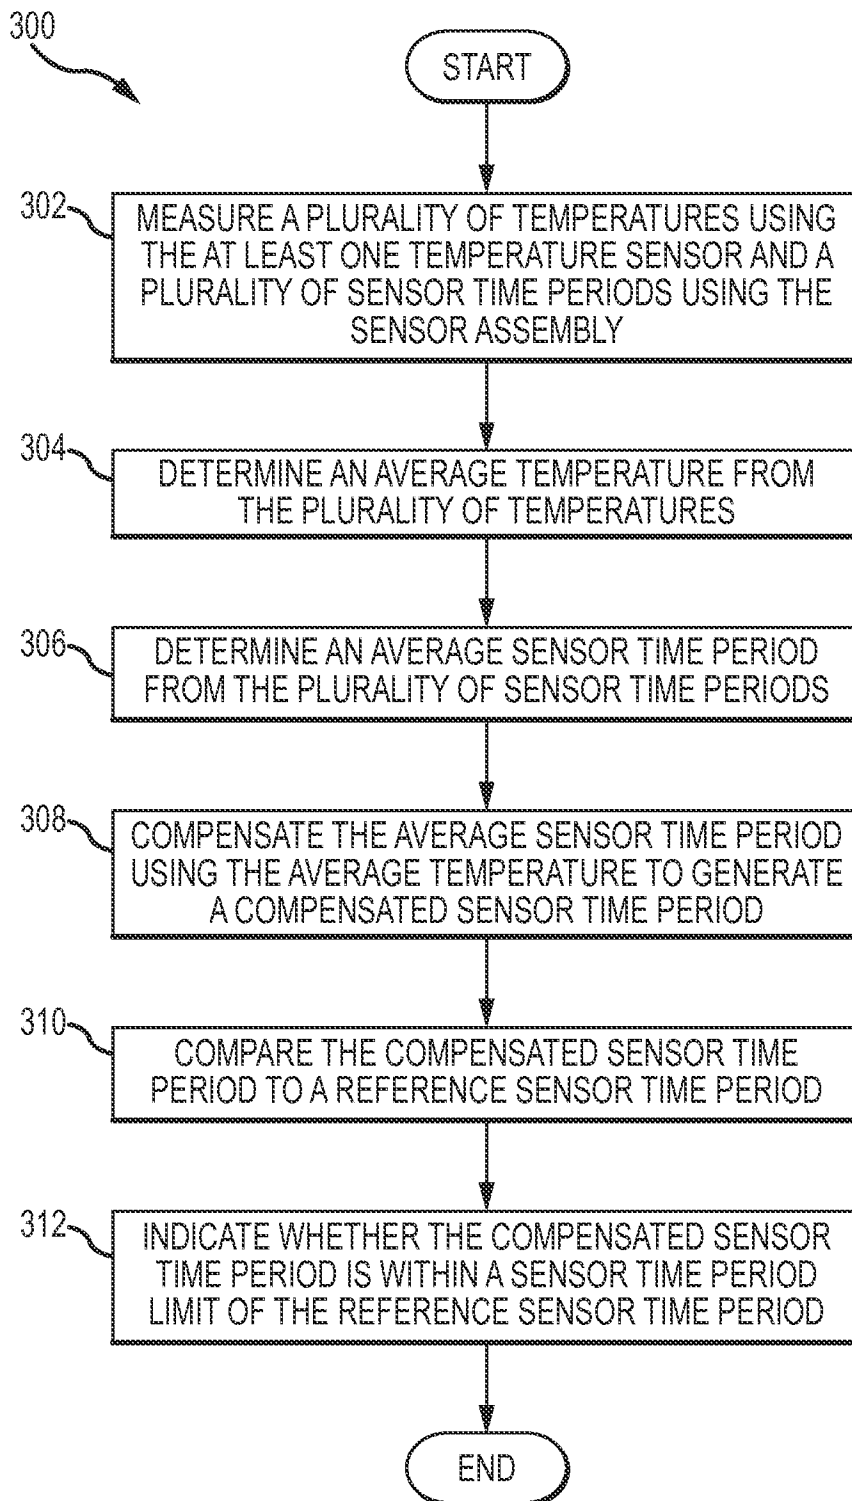 300
START
302
MEASURE A PLURALITY OF TEMPERATURES USING
THE AT LEAST ONE TEMPERATURE SENSOR AND A
PLURALITY OF SENSOR TIME PERIODS USING THE
SENSOR ASSEMBLY
304
DETERMINE AN AVERAGE TEMPERATURE FROM
THE PLURALITY OF TEMPERATURES
306
DETERMINE AN AVERAGE SENSOR TIME PERIOD
FROM THE PLURALITY OF SENSOR TIME PERIODS
308
COMPENSATE THE AVERAGE SENSOR TIME PERIOD
USING THE AVERAGE TEMPERATURE TO GENERATE
A COMPENSATED SENSOR TIME PERIOD
310
COMPARE THE COMPENSATED SENSOR TIME
PERIOD TO A REFERENCE SENSOR TIME PERIOD
312
INDICATE WHETHER THE COMPENSATED SENSOR
TIME PERIOD IS WITHIN A SENSOR TIME PERIOD
LIMIT OF THE REFERENCE SENSOR TIME PERIOD
END